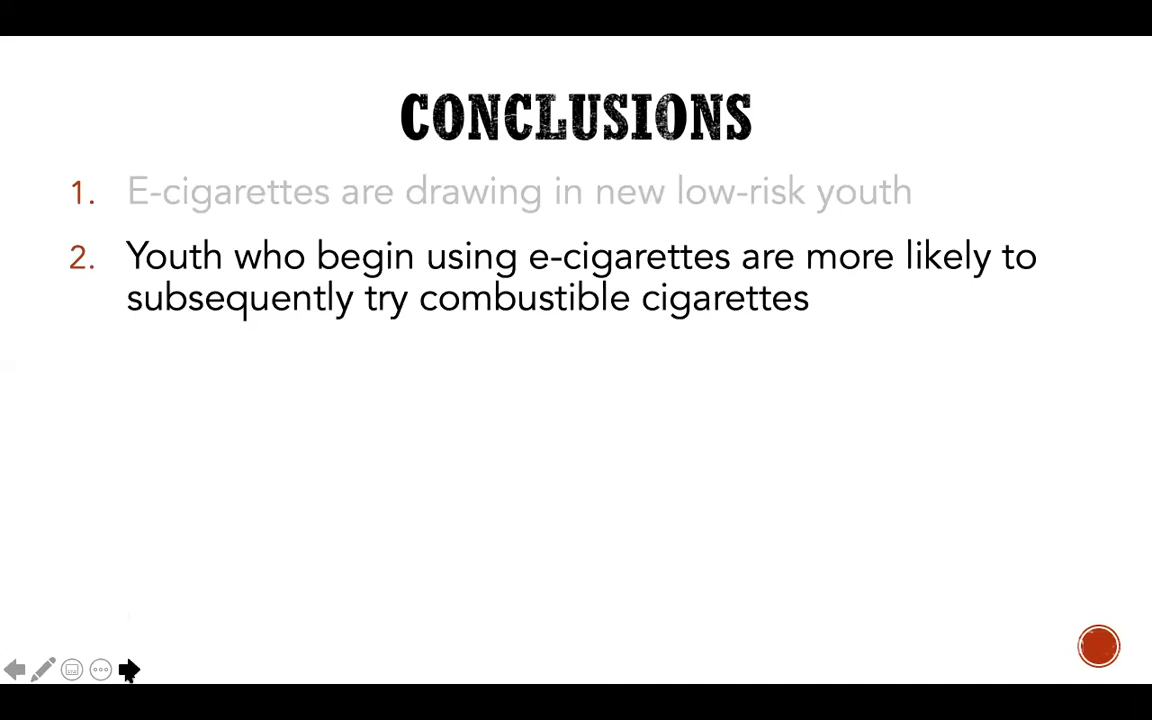 CONCLUSIONS
1. E-cigarettes are drawing in new low-risk youth
2. Youth who begin using e-cigarettes are more likely to
subsequently try combustible cigarettes